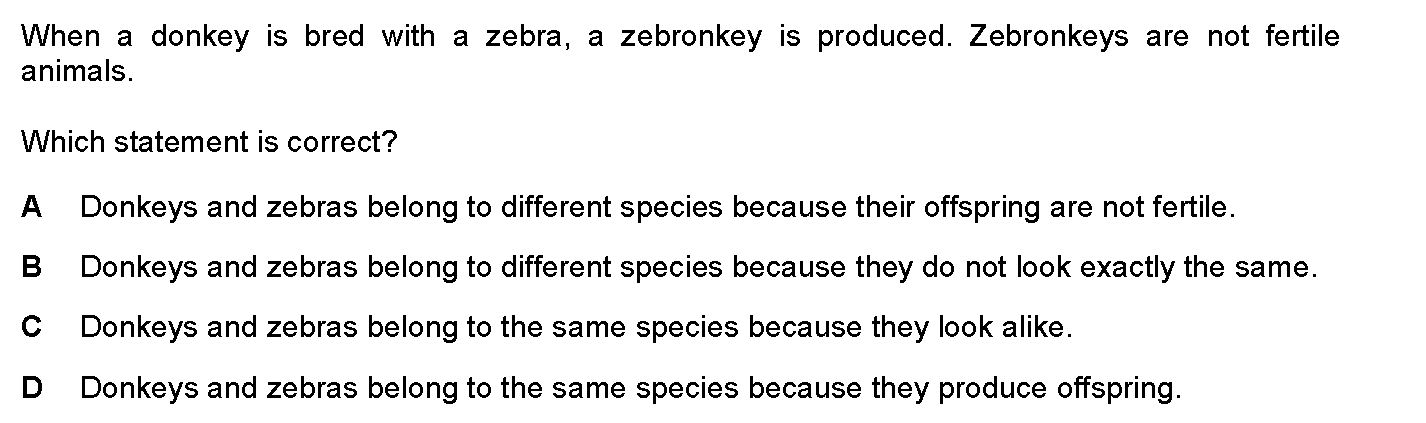 When a donkey is bred with a zebra, a zebronkey is produced. Zebronkeys are not fertile
animals.
Which statement is correct?
A Donkeys and zebras belong to different species because their offspring are not fertile.
B Donkeys and zebras belong to different species because they do not look exactly the same.
C Donkeys and zebras belong to the same species because they look alike.
D Donkeys and zebras belong to the same species because they produce offspring.